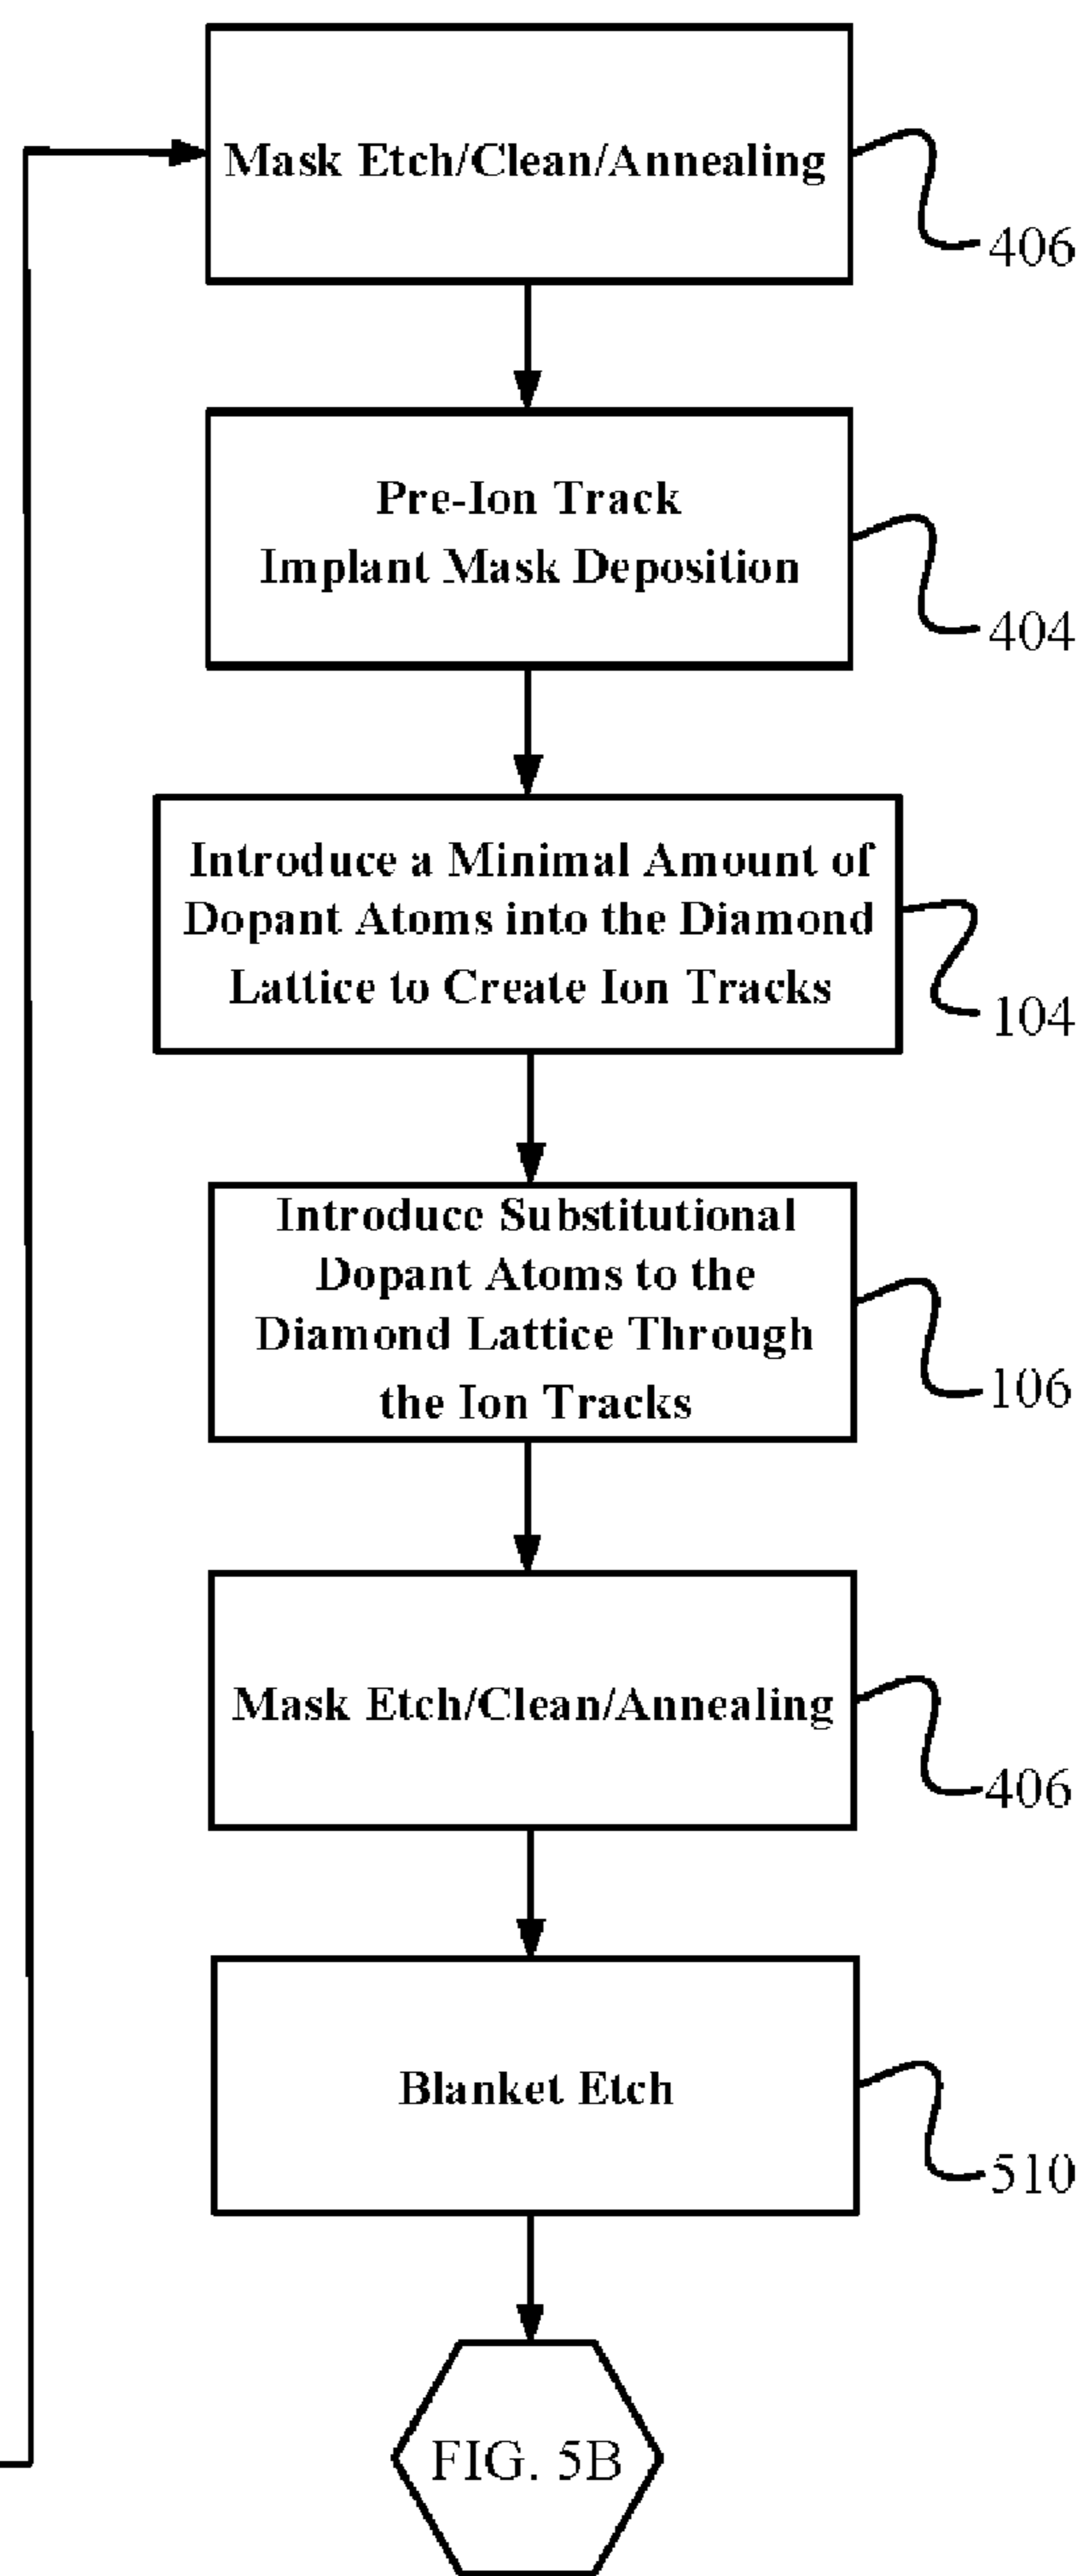 Mask Etch/Clean/Annealing
406
Pre-Ion Track
Implant Mask Deposition
404
Introduce a Minimal Amount of
Dopant Atoms into the Diamond
Lattice to Create Ion Tracks
104
Introduce Substitutional
Dopant Atoms to the
Diamond Lattice Through
the Ion Tracks
106
Mask Etch/Clean/Annealing
406
Blanket Etch
510
FIG. 5B